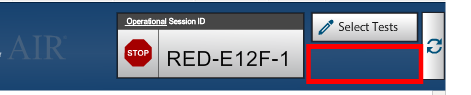 Operational Session ID
Select Tests
AIR
STOP
RED-E12F-1